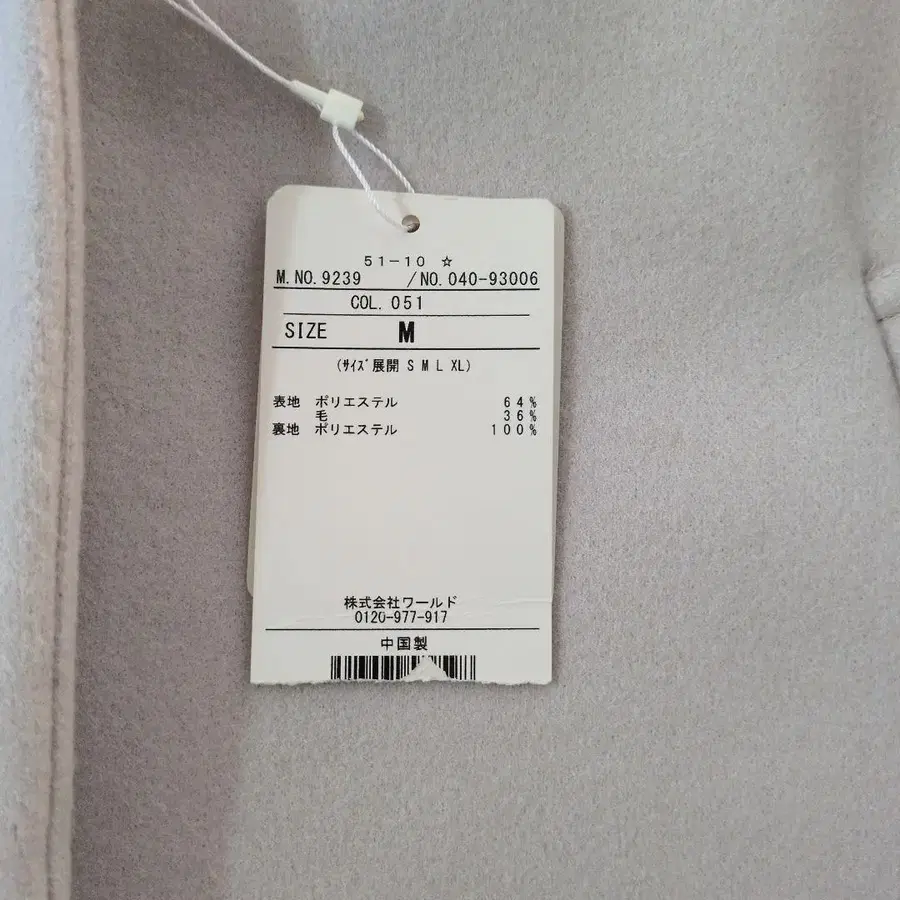 51-10 ☆
M.NO.9239 /NO.040-93006
COL.051
SIZE M
(サイズ展開 S M L XL)
表地 ポリエステル 64%
毛 36%
裏地 ポリエステル 100%
株式会社ワールド
0120-977-917
中国製